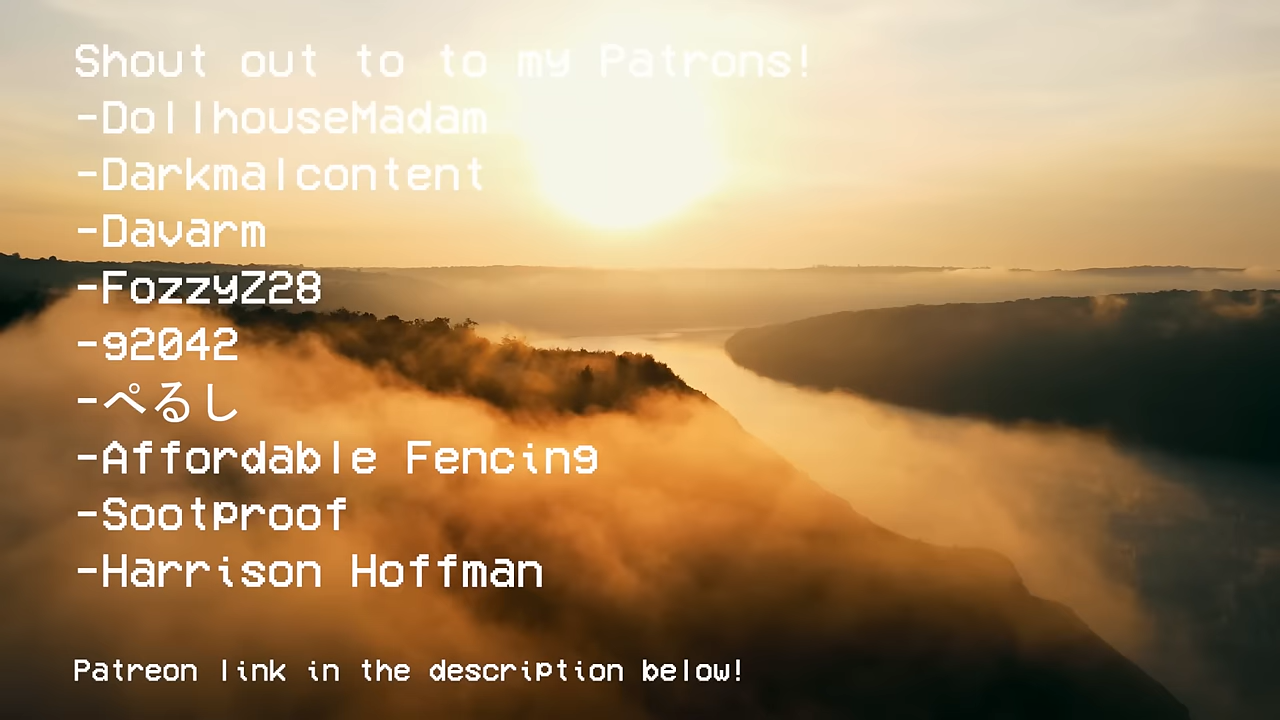 Shout out to to my Patrons!
-DollhouseMadam
-Darkmalcontent
-Davarm
-FozzyZ28
-g2042
-ぺるし
-Affordable Fencing
-Sootproof
-Harrison Hoffman
Patreon link in the description below!